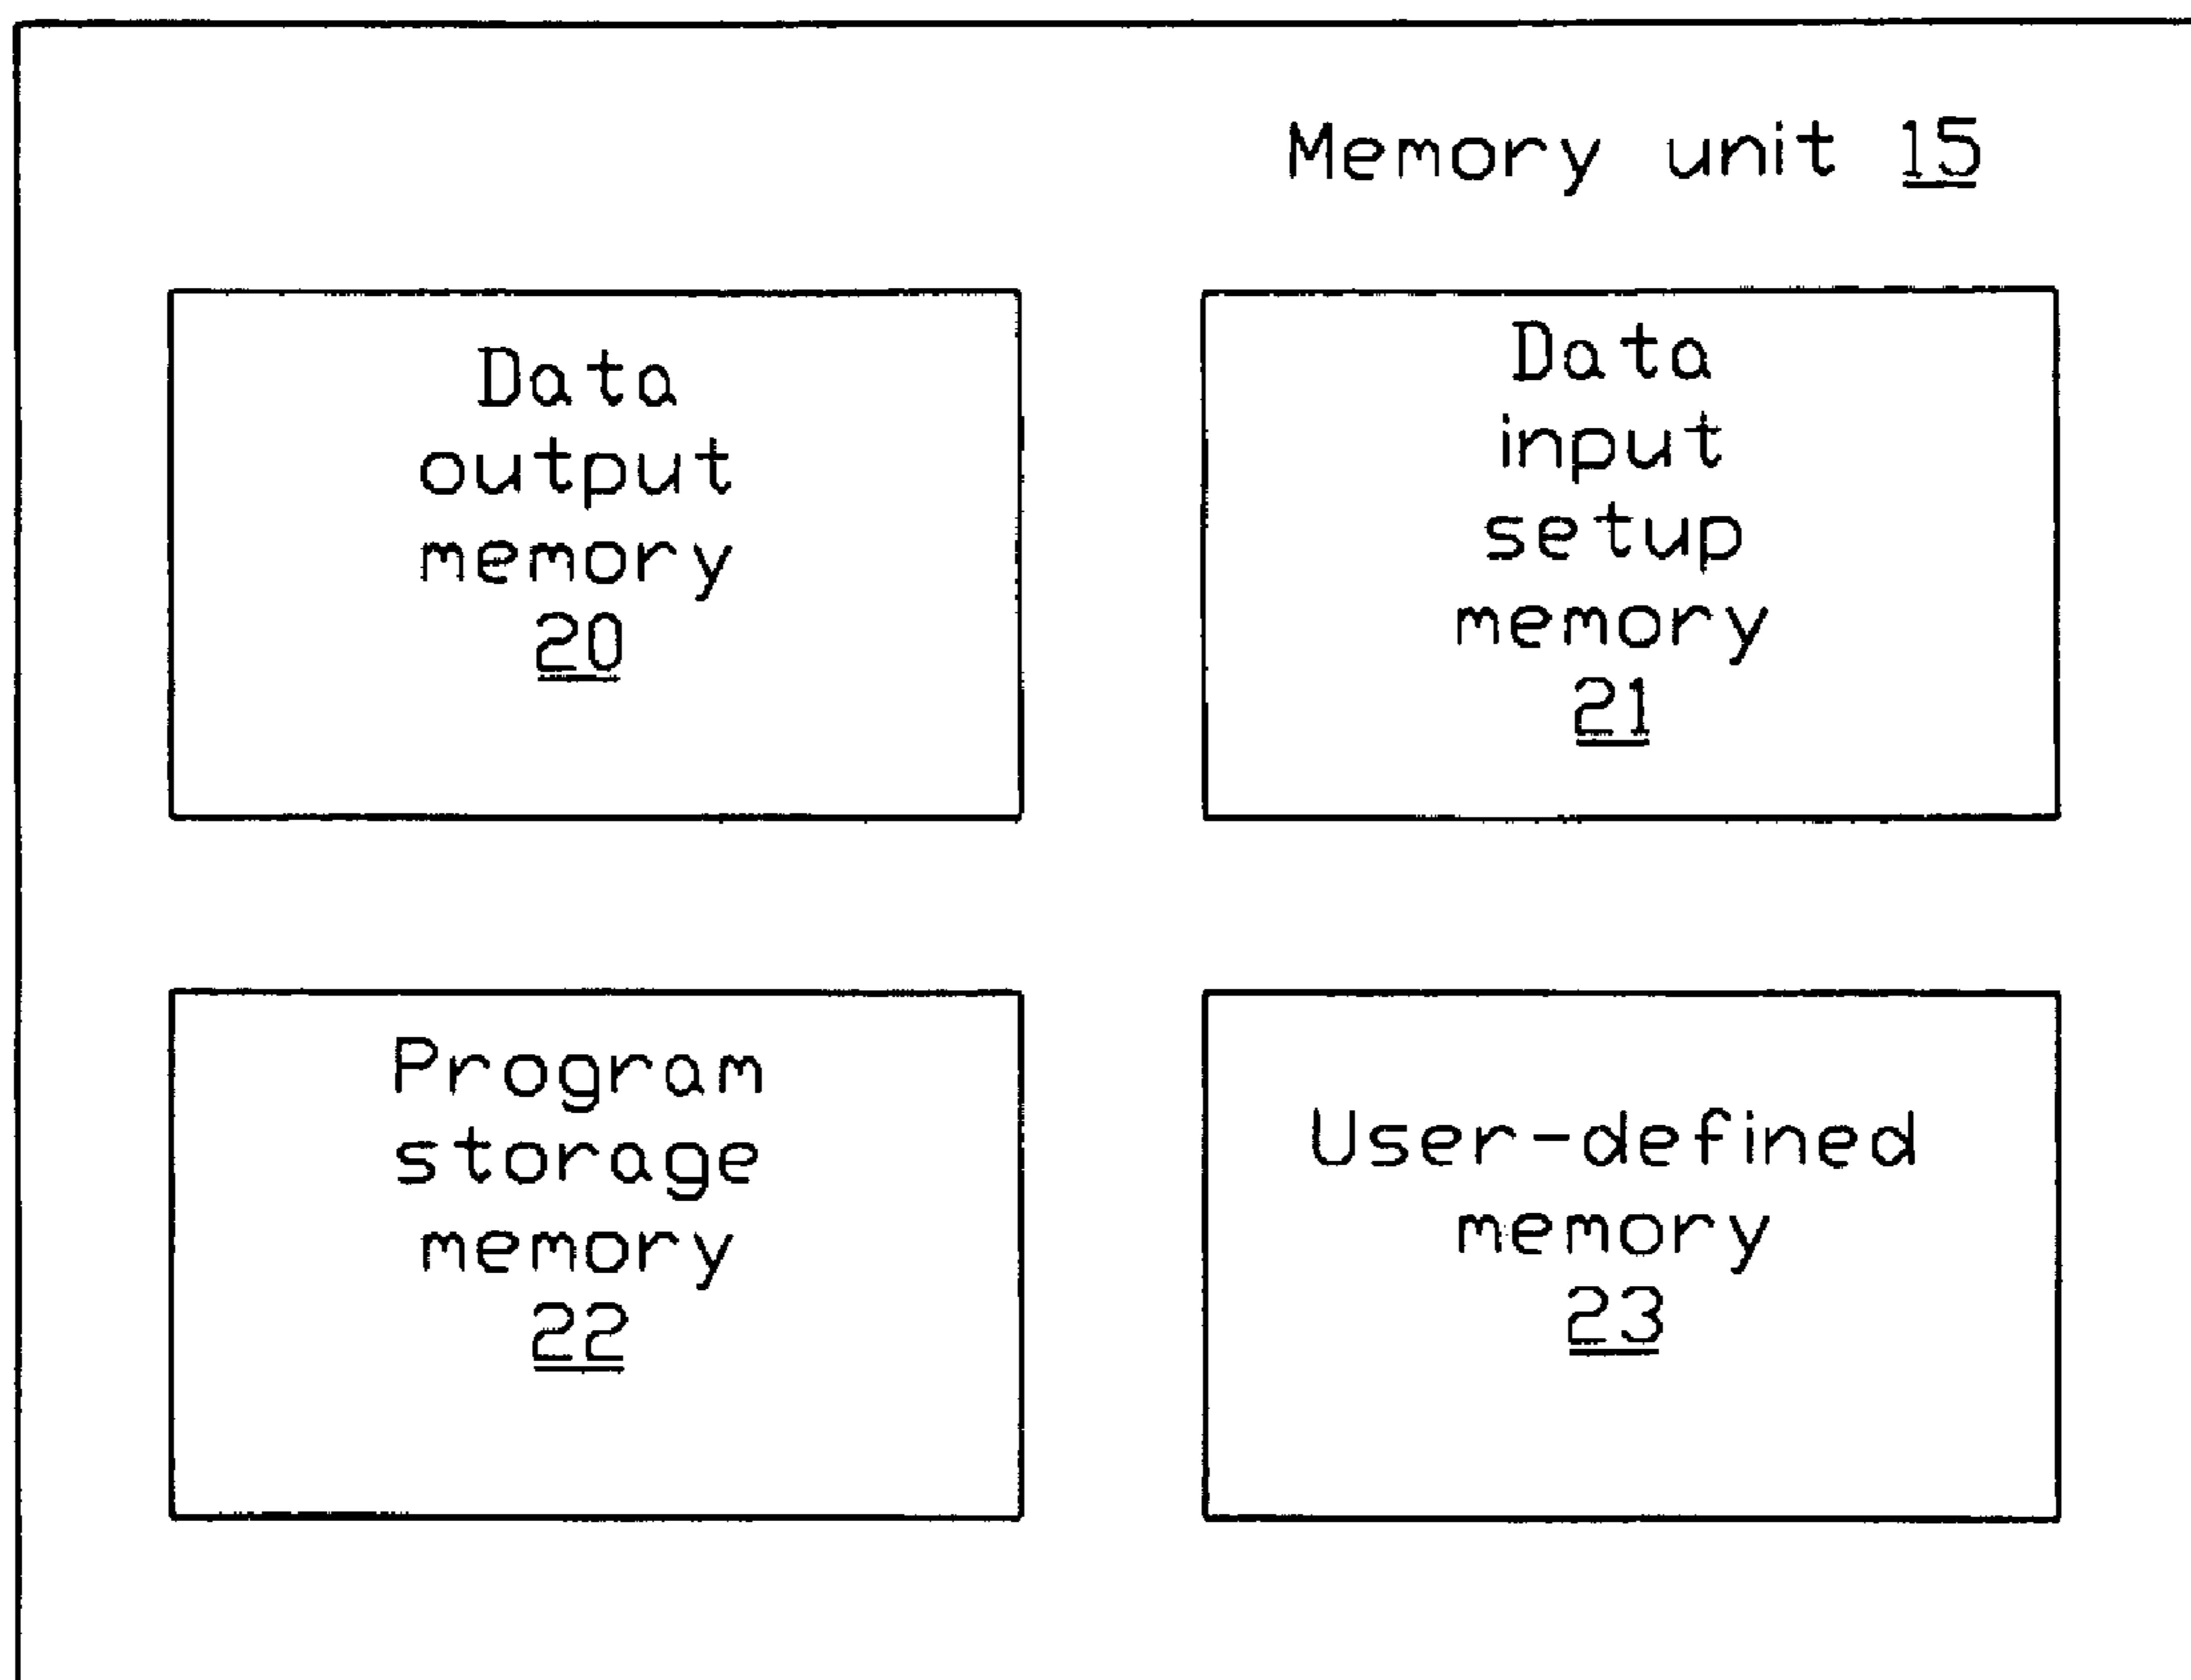 Memory unit 15
Data
output
memory
20
Data
input
setup
memory
21
Program
storage
memory
22
User-defined
memory
23